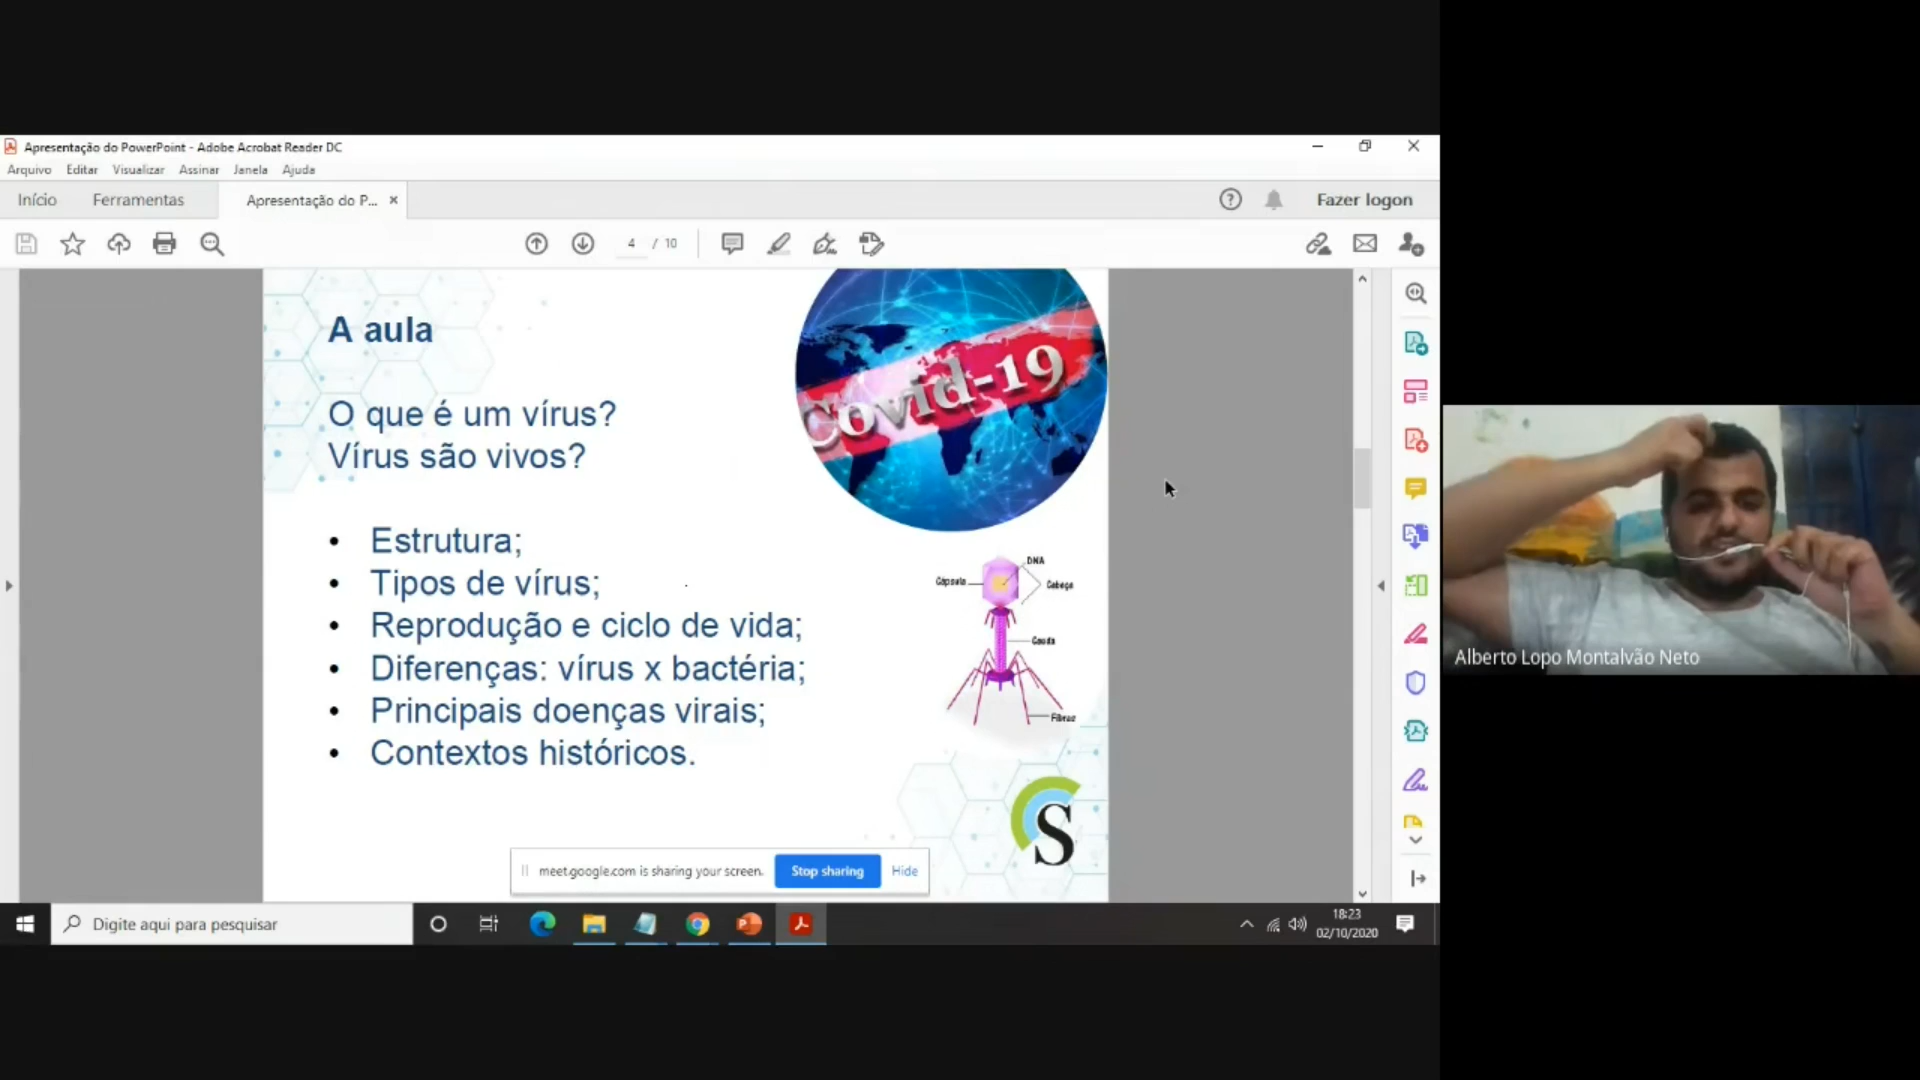 Apresentação do PowerPoint - Adobe Acrobat Reader DC
Arquivo Editar Visualizar Assinar Janela Ajuda
Início Ferramentas Apresentação do P... Fazer logon
4 / 10
A aula
Covid-19
O que é um vírus?
Vírus são vivos?
• Estrutura;
• Tipos de vírus;
• Reprodução e ciclo de vida;
• Diferenças: vírus x bactéria;
• Principais doenças virais;
• Contextos históricos.
DNA
Cápsula
Cabeça
Cauda
Fibras
S
Alberto Lopo Montalvão Neto
meet.google.com is sharing your screen. Stop sharing Hide
Digite aqui para pesquisar
18:23
02/10/2020